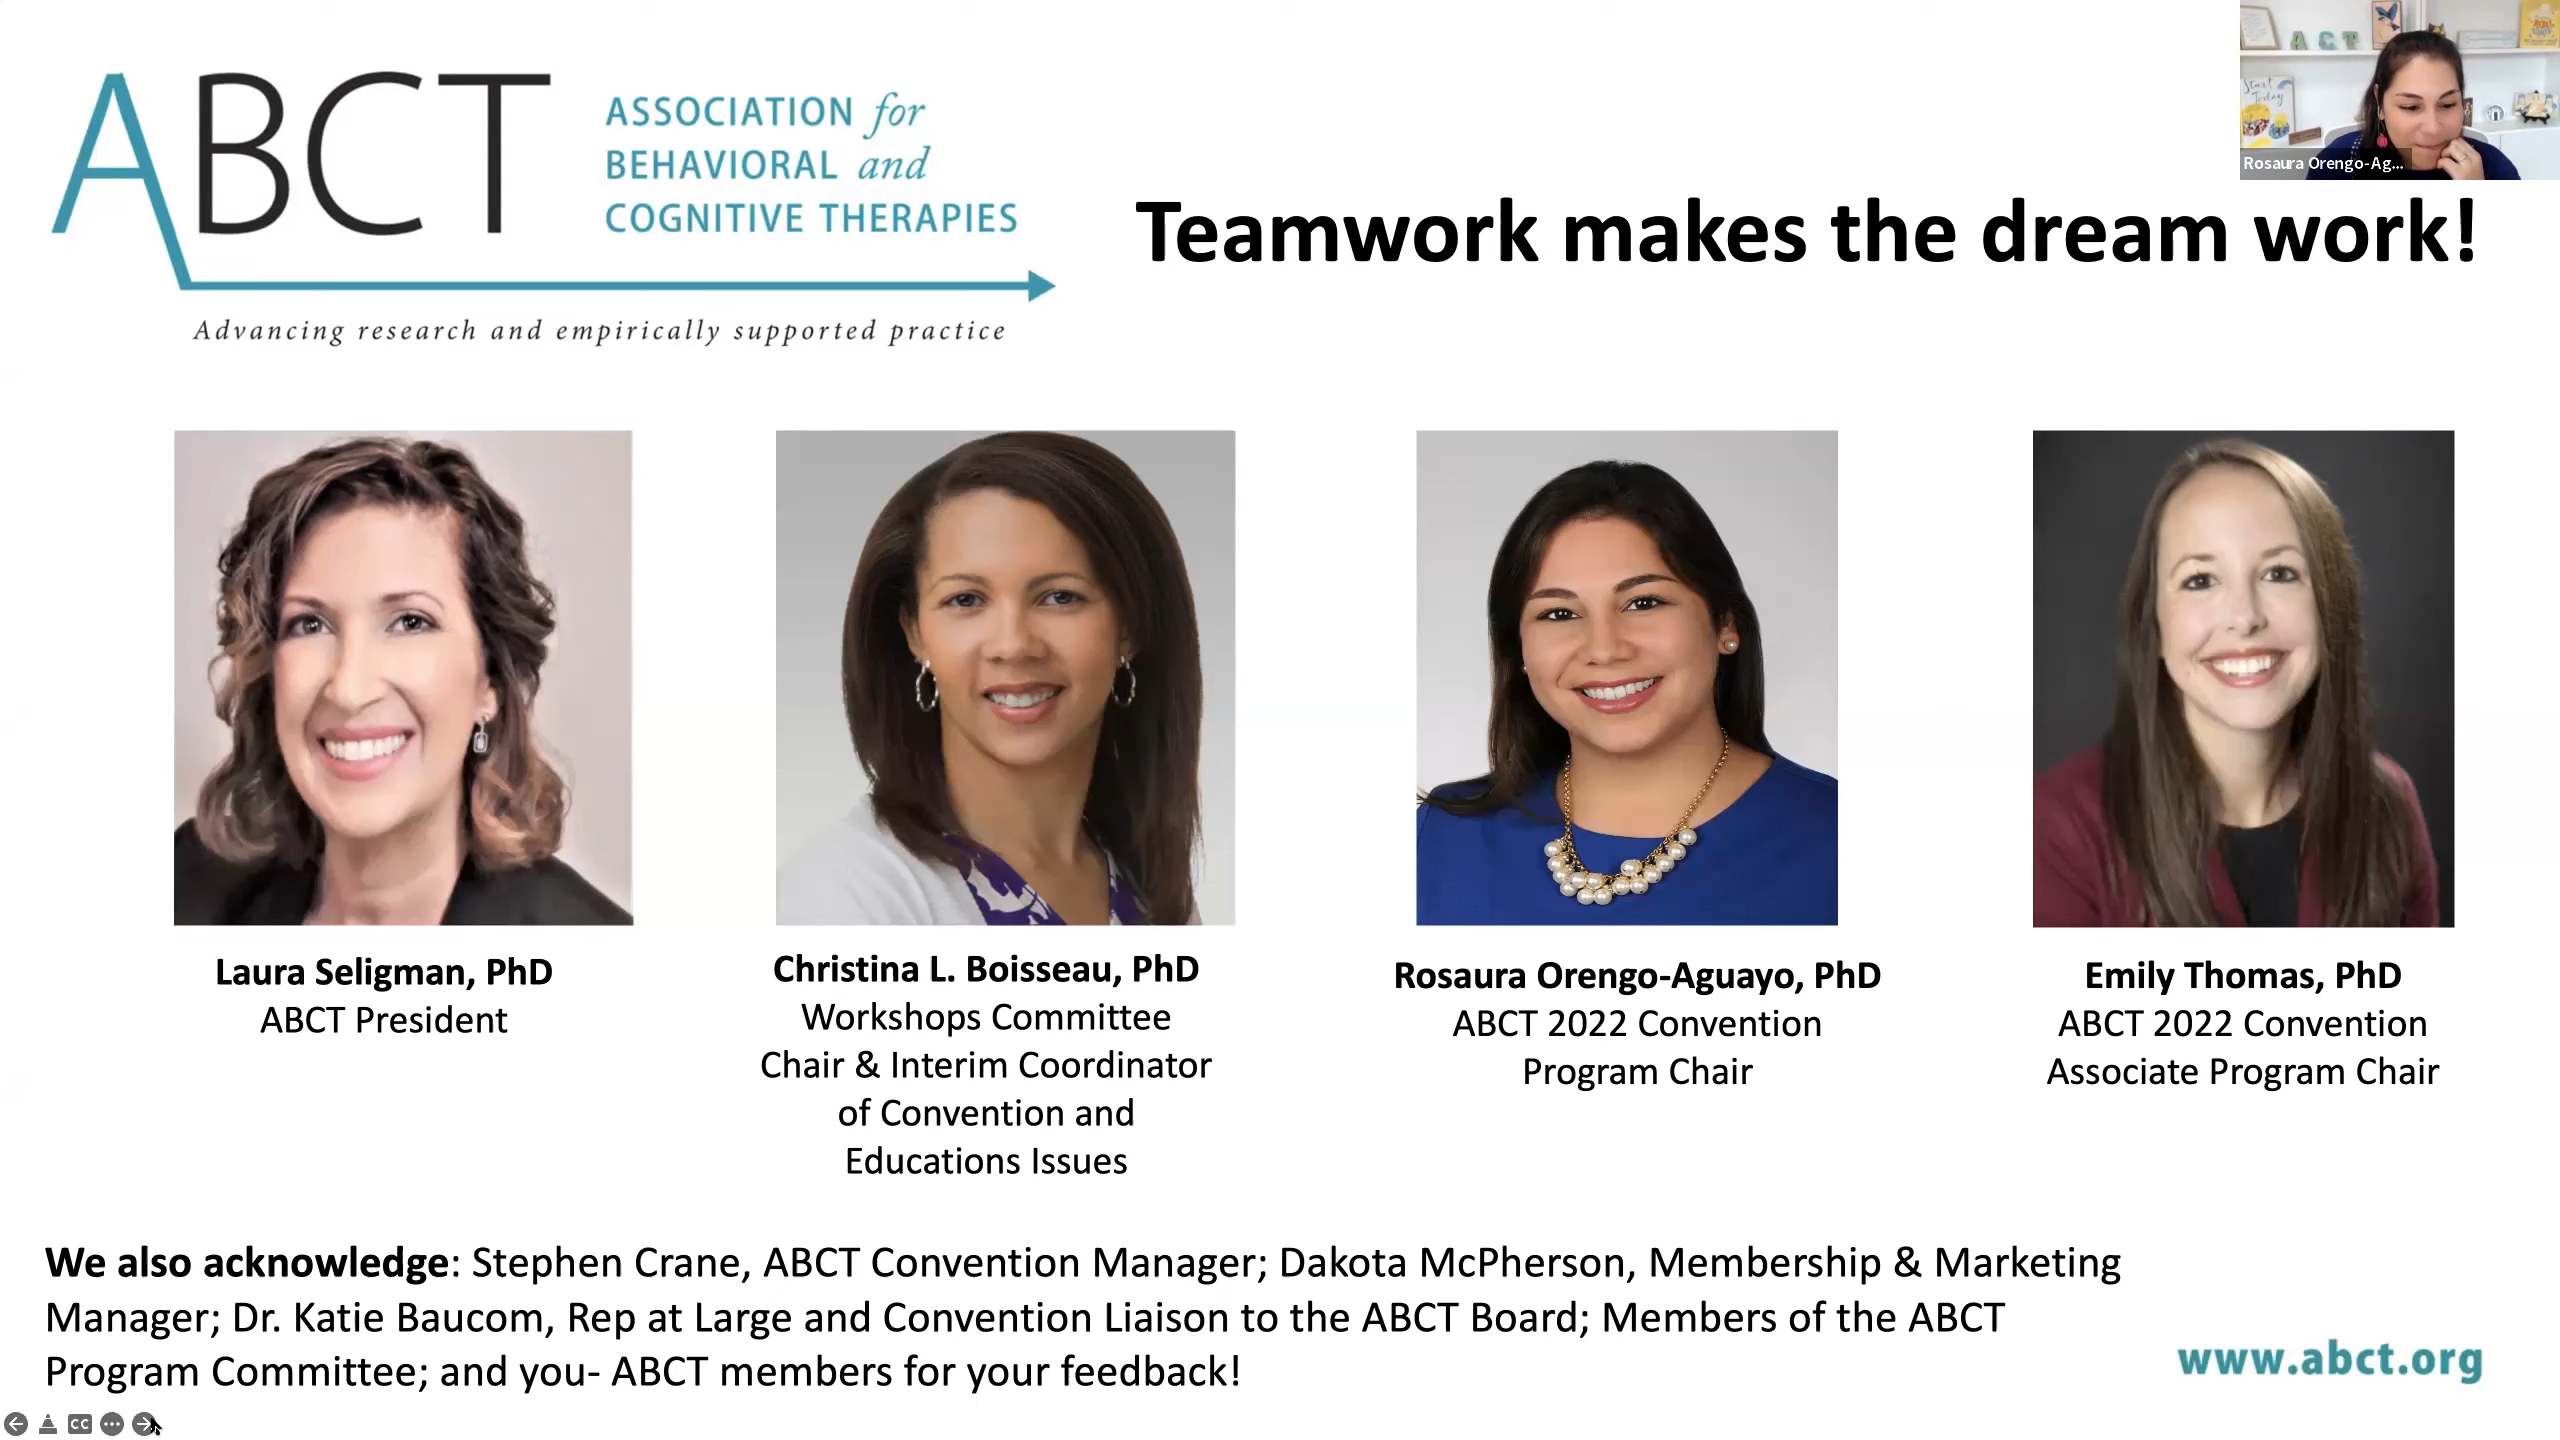 ABCT
ASSOCIATION for
BEHAVIORAL and
COGNITIVE THERAPIES
Advancing research and empirically supported practice
ACT
Start
Today
Rosaura Orengo-Ag...
Teamwork makes the dream work!
Laura Seligman, PhD
ABCT President
Christina L. Boisseau, PhD
Workshops Committee
Chair & Interim Coordinator
of Convention and
Educations Issues
Rosaura Orengo-Aguayo, PhD
ABCT 2022 Convention
Program Chair
Emily Thomas, PhD
ABCT 2022 Convention
Associate Program Chair
We also acknowledge: Stephen Crane, ABCT Convention Manager; Dakota McPherson, Membership & Marketing
Manager; Dr. Katie Baucom, Rep at Large and Convention Liaison to the ABCT Board; Members of the ABCT
Program Committee; and you- ABCT members for your feedback!
www.abct.org
CC